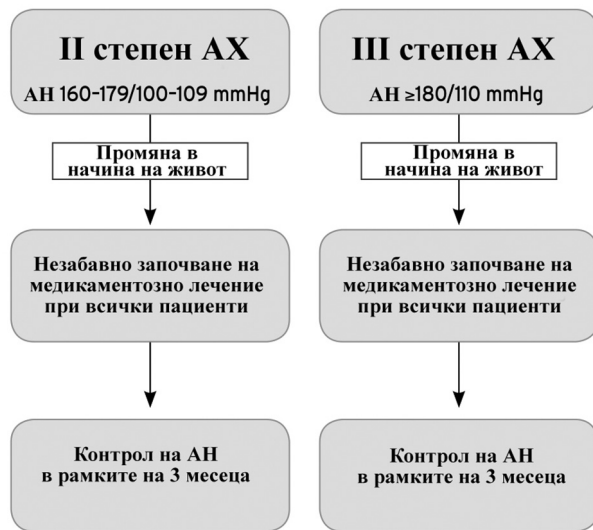 II степен АХ
АН 160-179/100-109 mmHg
Промяна в
начина на живот
Незабавно започване на
медикаментозно лечение
при всички пациенти
Контрол на АН
в рамките на 3 месеца
III степен АХ
АН ≥180/110 mmHg
Промяна в
начина на живот
Незабавно започване на
медикаментозно лечение
при всички пациенти
Контрол на АН
в рамките на 3 месеца